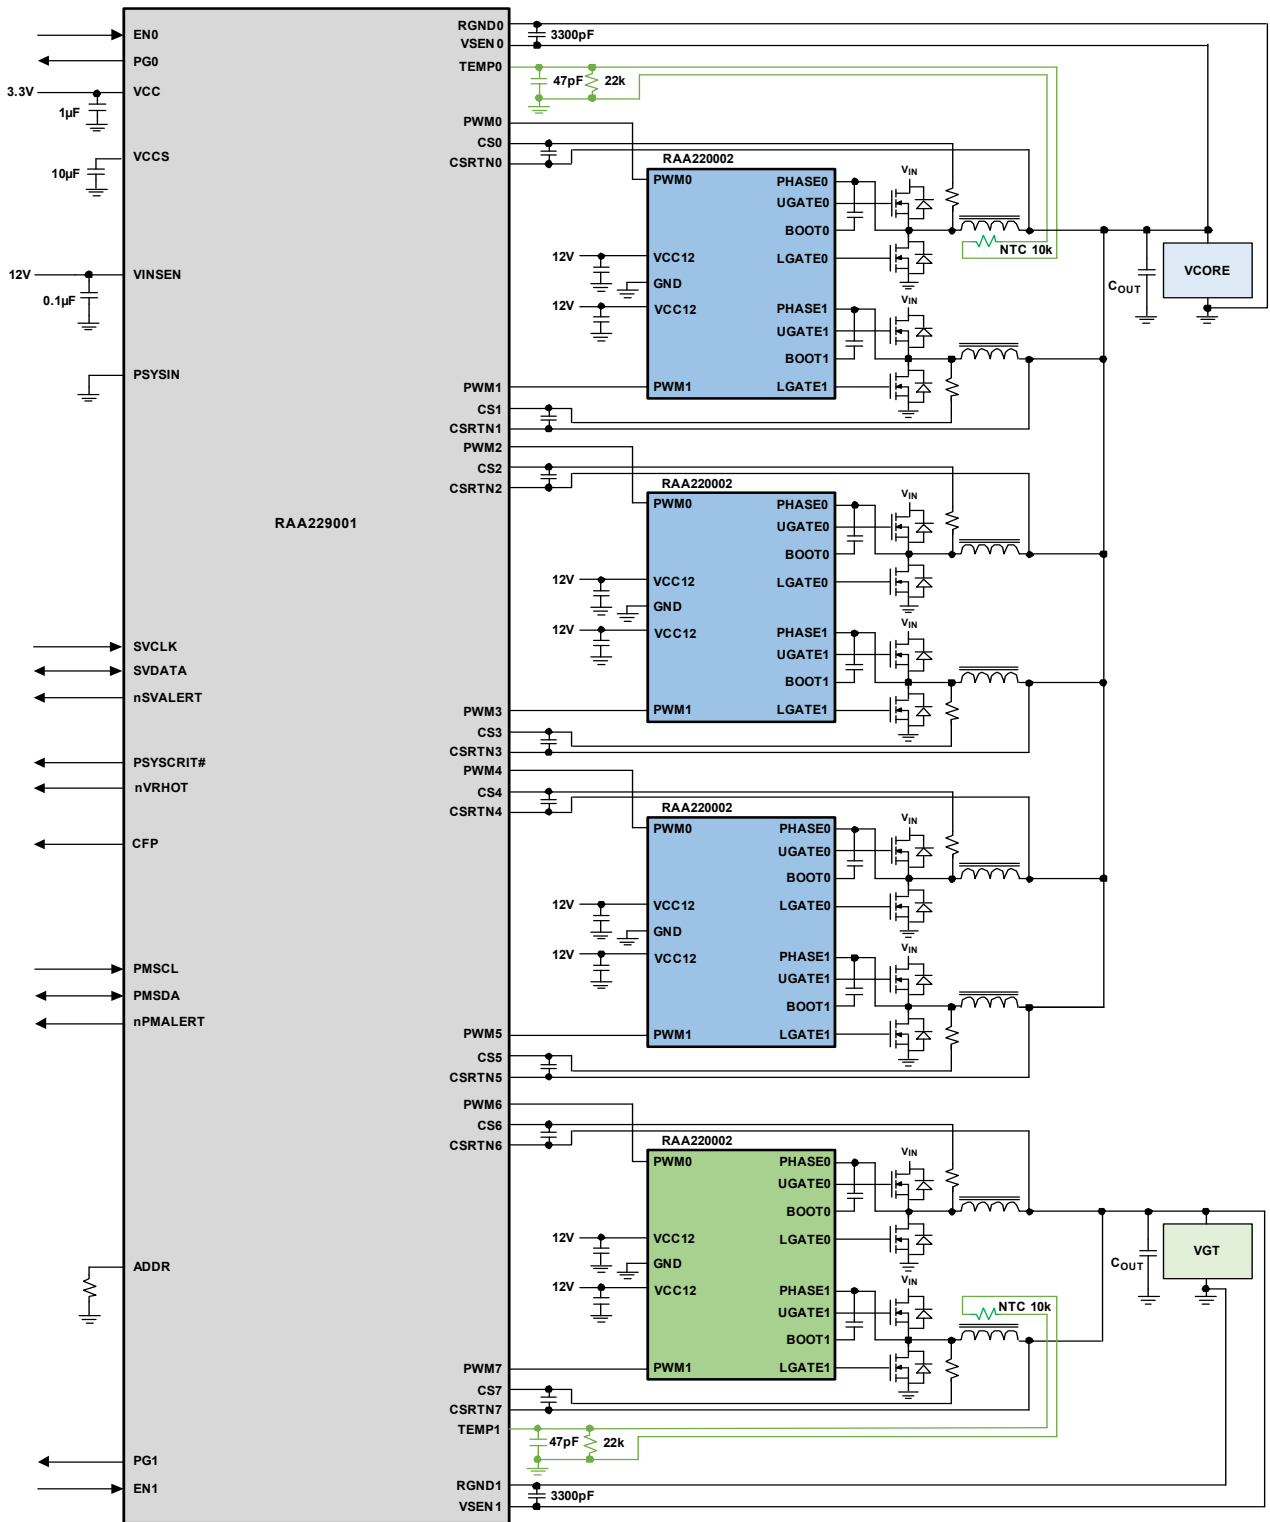 EN0
PG0
3.3V
VCC
1µF
VCCS
10µF
12V
VINSEN
0.1µF
PSYSIN
RAA229001
SVCLK
SVDATA
nSVALERT
PSYSCRIT#
nVRHOT
CFP
PMSCL
PMSDA
nPMALERT
ADDR
PG1
EN1
RGND0
3300pF
VSEN0
TEMP0
47pF
22k
PWM0
CS0
CSRTN0
PWM1
CS1
CSRTN1
PWM2
CS2
CSRTN2
PWM3
CS3
CSRTN3
PWM4
CS4
CSRTN4
PWM5
CS5
CSRTN5
PWM6
CS6
CSRTN6
PWM7
CS7
CSRTN7
TEMP1
47pF
22k
RGND1
3300pF
VSEN1
RAA220002
PWM0
PHASE0
UGATE0
BOOT0
12V
VCC12
LGATE0
GND
12V
VCC12
PHASE1
UGATE1
BOOT1
PWM1
LGATE1
VIN
VIN
NTC 10k
COUT
VCORE
RAA220002
PWM0
PHASE0
UGATE0
BOOT0
12V
VCC12
LGATE0
GND
12V
VCC12
PHASE1
UGATE1
BOOT1
PWM1
LGATE1
VIN
VIN
RAA220002
PWM0
PHASE0
UGATE0
BOOT0
12V
VCC12
LGATE0
GND
12V
VCC12
PHASE1
UGATE1
BOOT1
PWM1
LGATE1
VIN
VIN
RAA220002
PWM0
PHASE0
UGATE0
BOOT0
12V
VCC12
LGATE0
GND
12V
VCC12
PHASE1
UGATE1
BOOT1
PWM1
LGATE1
VIN
VIN
NTC 10k
COUT
VGT